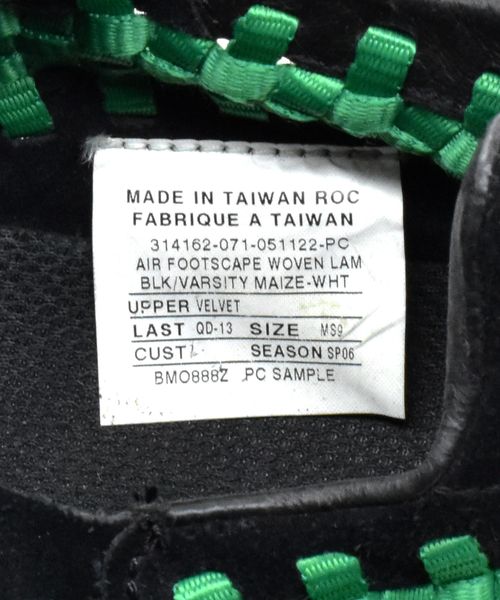 MADE IN TAIWAN ROC
FABRIQUE A TAIWAN
314162-071-051122-PC
AIR FOOTSCAPE WOVEN LAM
BLK/VARSITY MAIZE-WHT
UPPER VELVET
LAST QD-13 SIZE MS9
CUST SEASON SP06
BMO888Z PC SAMPLE